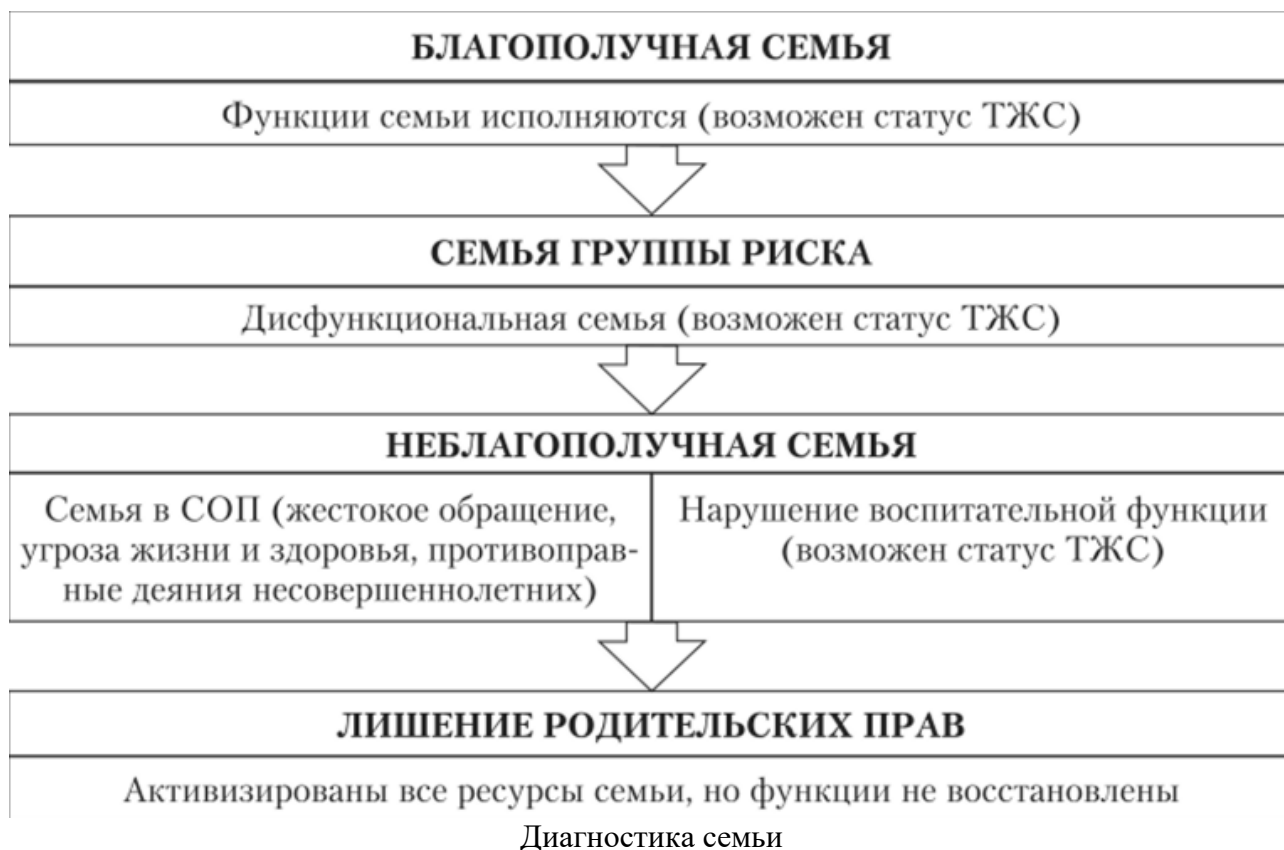 БЛАГОПОЛУЧНАЯ СЕМЬЯ
Функции семьи исполняются (возможен статус ТЖС)
СЕМЬЯ ГРУППЫ РИСКА
Дисфункциональная семья (возможен статус ТЖС)
НЕБЛАГОПОЛУЧНАЯ СЕМЬЯ
Семья в СОП (жестокое обращение,
угроза жизни и здоровья, противоправ-
ные деяния несовершеннолетних)
Нарушение воспитательной функции
(возможен статус ТЖС)
ЛИШЕНИЕ РОДИТЕЛЬСКИХ ПРАВ
Активизированы все ресурсы семьи, но функции не восстановлены
Диагностика семьи